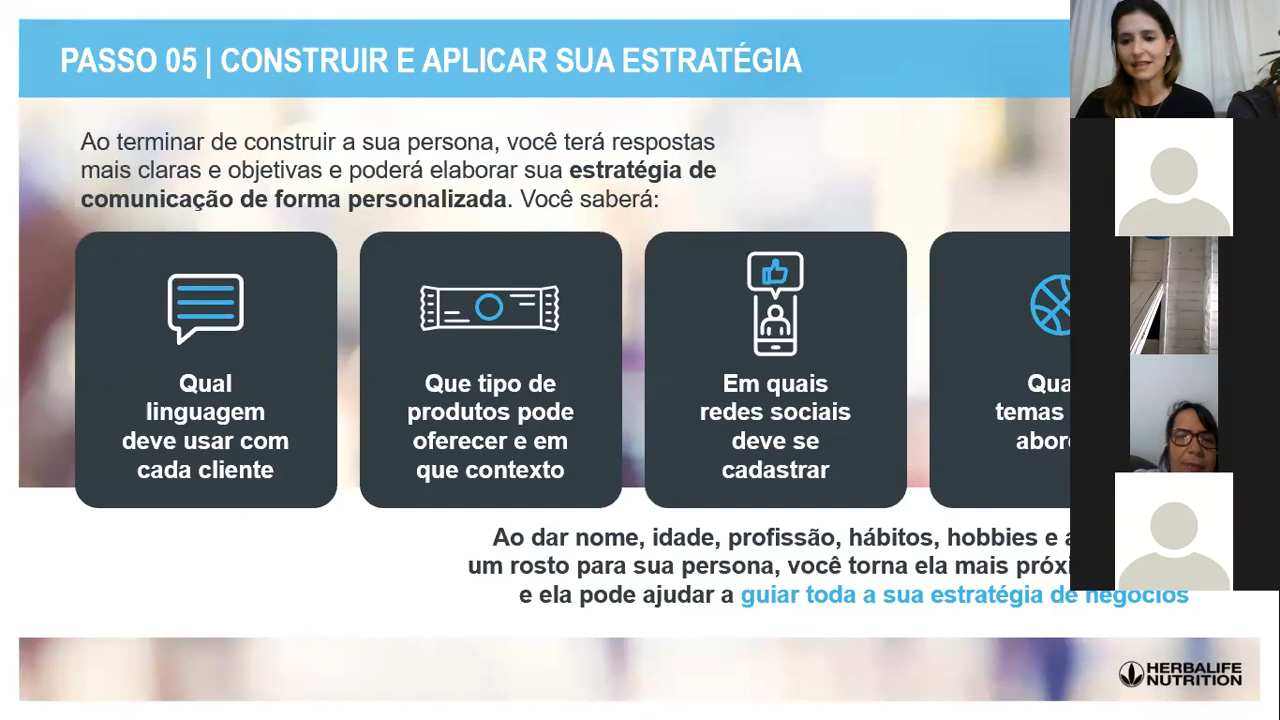 PASSO 05 | CONSTRUIR E APLICAR SUA ESTRATÉGIA
Ao terminar de construir a sua persona, você terá respostas
mais claras e objetivas e poderá elaborar sua estratégia de
comunicação de forma personalizada. Você saberá:
Qual
linguagem
deve usar com
cada cliente
Que tipo de
produtos pode
oferecer e em
que contexto
Em quais
redes sociais
deve se
cadastrar
temas
Ao dar nome, idade, profissão, hábitos, hobbies e
um rosto para sua persona, você torna ela mais
e ela pode ajudar a guiar toda a sua estratégia de negócios
HERBALIFE
NUTRITION